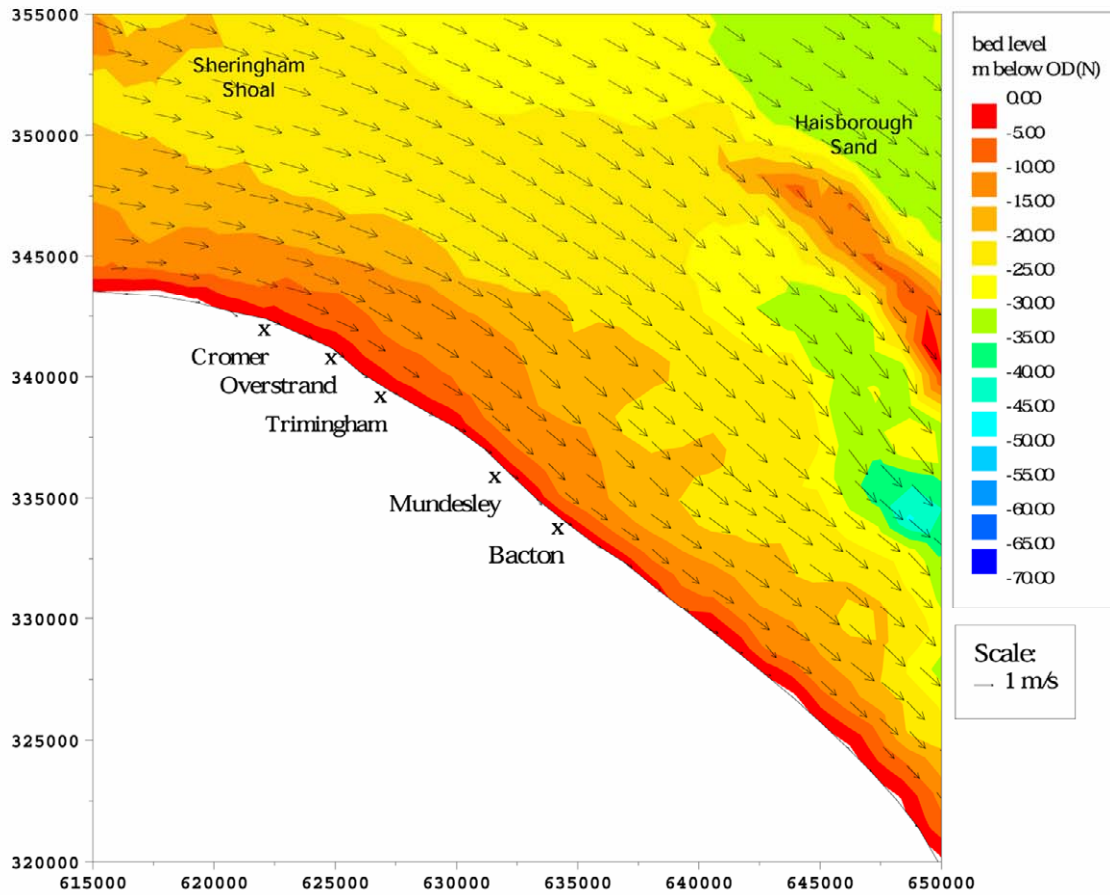 355000
350000
345000
340000
335000
330000
325000
320000
615000
620000
625000
630000
635000
640000
645000
650000
Sheringham
Shoal
Haisborough
Sand
x
Cromer
x
Overstrand
x
Trimingham
x
Mundesley
x
Bacton
bed level
m below OD(N)
0.00
-5.00
-10.00
-15.00
-20.00
-25.00
-30.00
-35.00
-40.00
-45.00
-50.00
-55.00
-60.00
-65.00
-70.00
Scale:
1 m/s